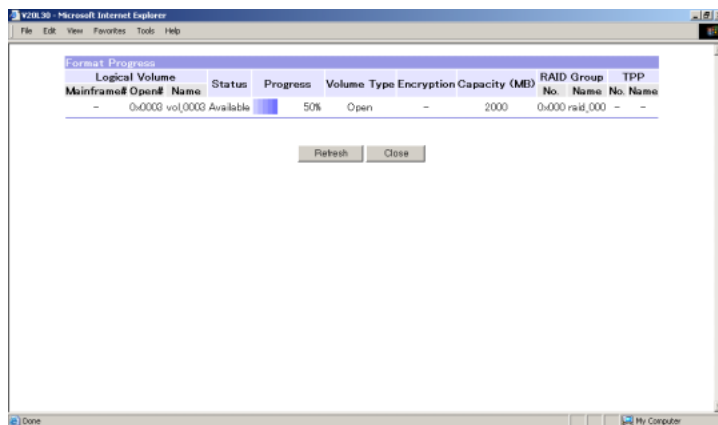 V20L30 - Microsoft Internet Explorer
File Edit View Favorites Tools Help
Format Progress
Logical Volume Status Progress Volume Type Encryption Capacity (MB) RAID Group TPP
Mainframe# Open# Name No. Name No. Name
- 0x0003 vol_0003 Available 50% Open - 2000 0x000 raid_000 - -
Refresh Close
Done My Computer